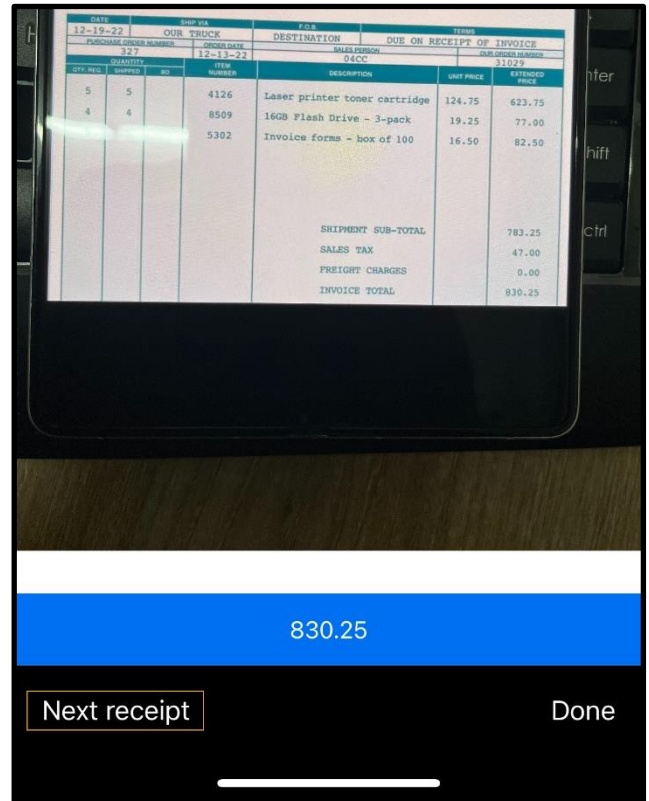 DATE SHIP VIA F.O.B. TERMS
12-19-22 OUR TRUCK DESTINATION DUE ON RECEIPT OF INVOICE
PURCHASE ORDER NUMBER ORDER DATE SALES PERSON OUR ORDER NUMBER
327 12-13-22 04CC 31029
QUANTITY
QTY. REQ. SHIPPED BO ITEM NUMBER DESCRIPTION UNIT PRICE EXTENDED PRICE
5 5 4126 Laser printer toner cartridge 124.75 623.75
4 4 8509 16GB Flash Drive - 3-pack 19.25 77.00
5302 Invoice forms - box of 100 16.50 82.50
SHIPMENT SUB-TOTAL 783.25
SALES TAX 47.00
FREIGHT CHARGES 0.00
INVOICE TOTAL 830.25
hift
ctrl
830.25
Next receipt Done